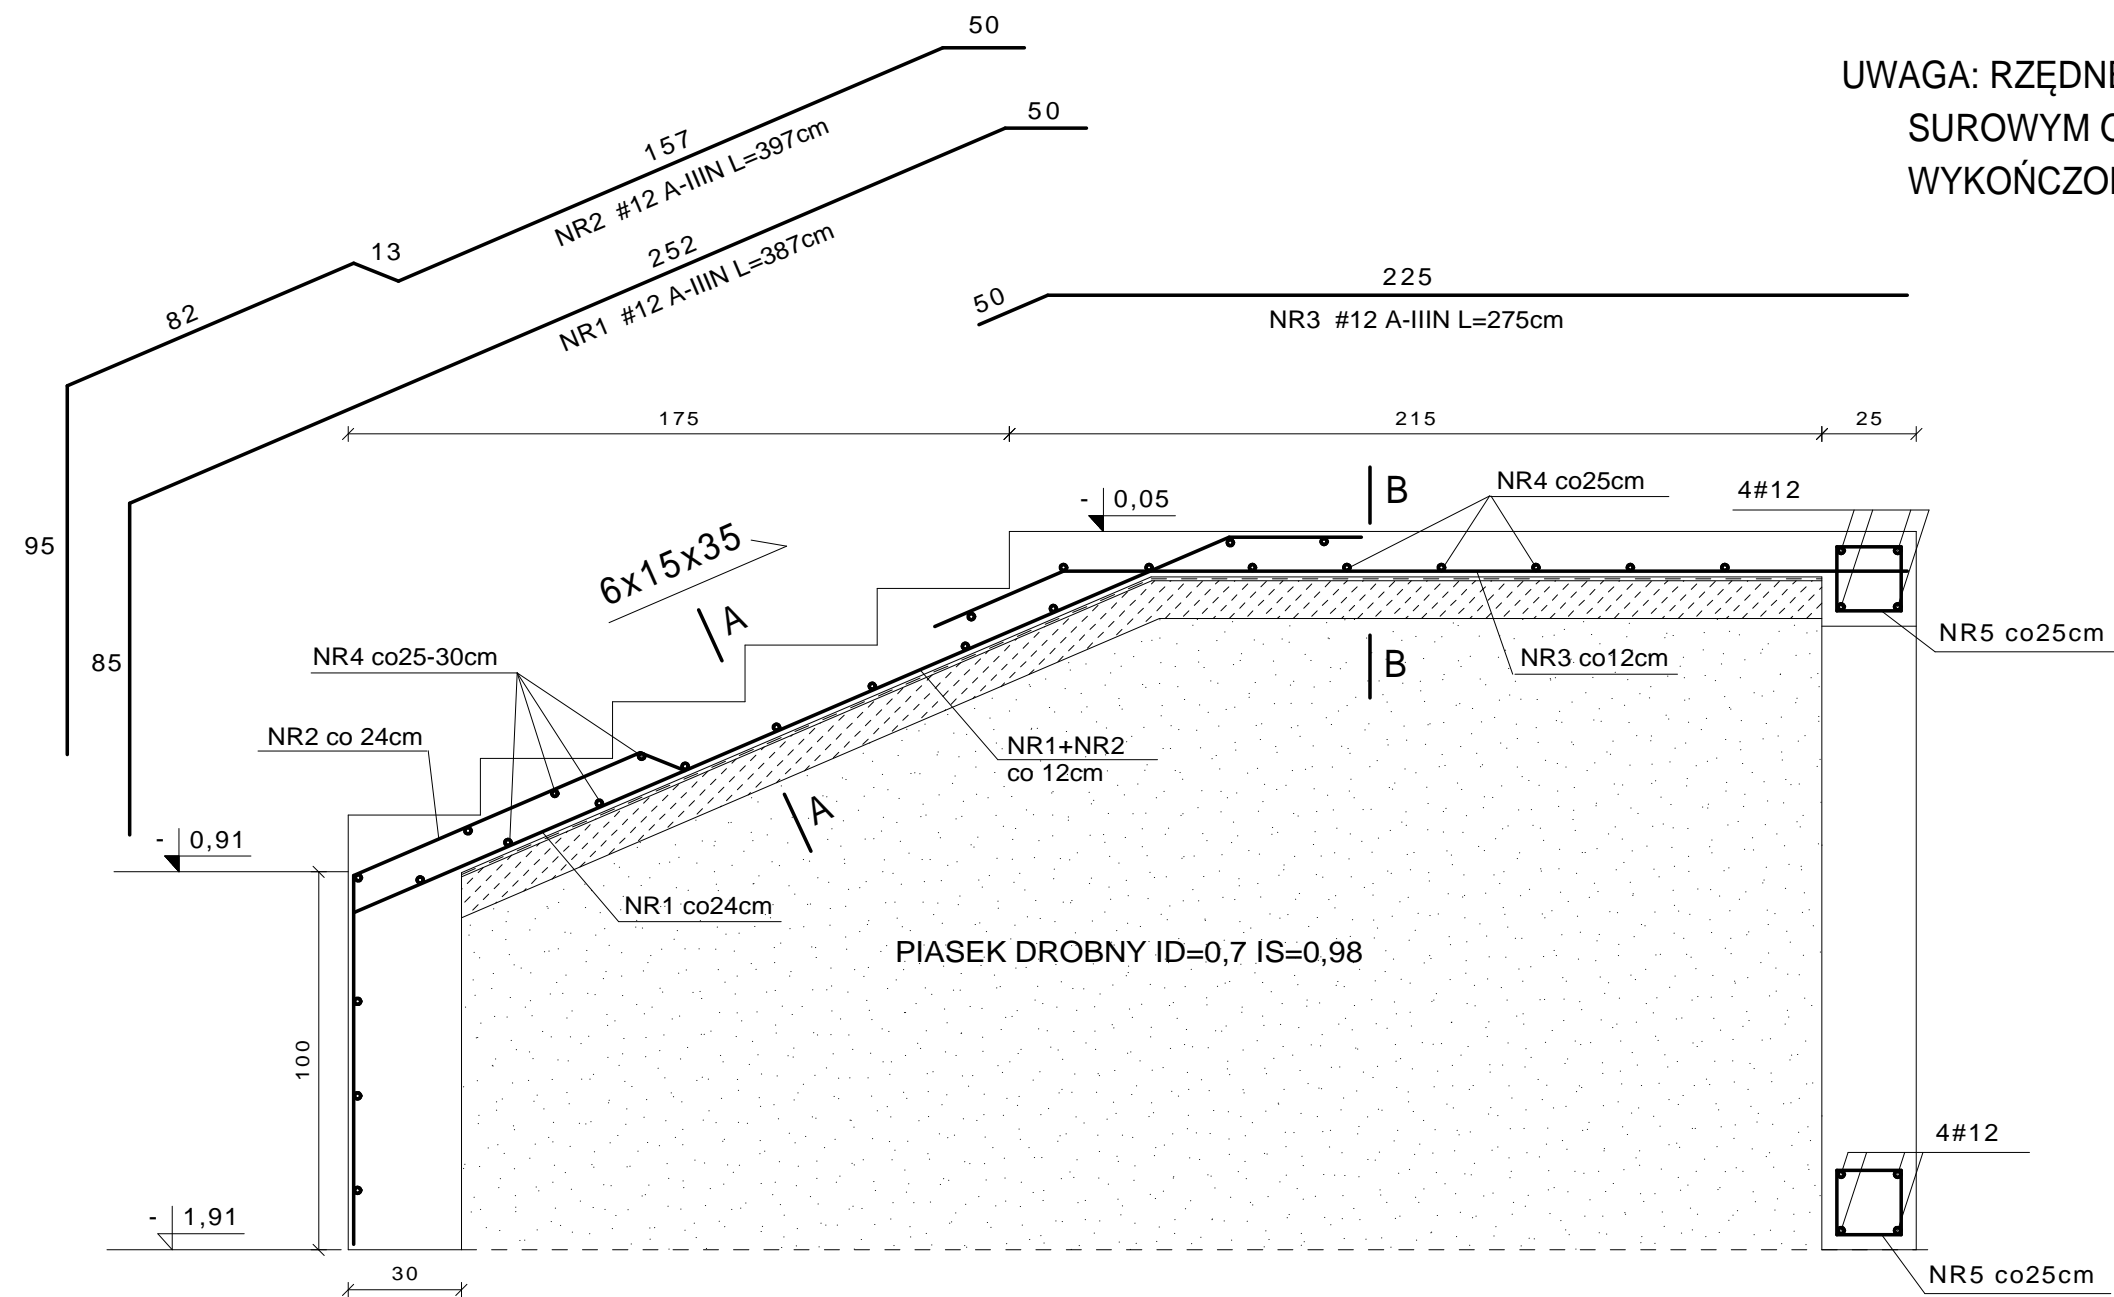 50
UWAGA: RZĘDNE
SUROWYM
WYKOŃCZO
157
NR2 #12 A-IIIN L=397cm
50
13
252
NR1 #12 A-IIIN L=387cm
82
50
225
NR3 #12 A-IIIN L=275cm
175
215
25
95
85
- 0,05
B
NR4 co25cm
4#12
6x15x35
A
NR4 co25-30cm
NR2 co 24cm
NR5 co25cm
B
NR3 co12cm
NR1+NR2
co 12cm
A
- 0,91
NR1 co24cm
PIASEK DROBNY ID=0,7 IS=0,98
100
4#12
- 1,91
30
NR5 co25cm